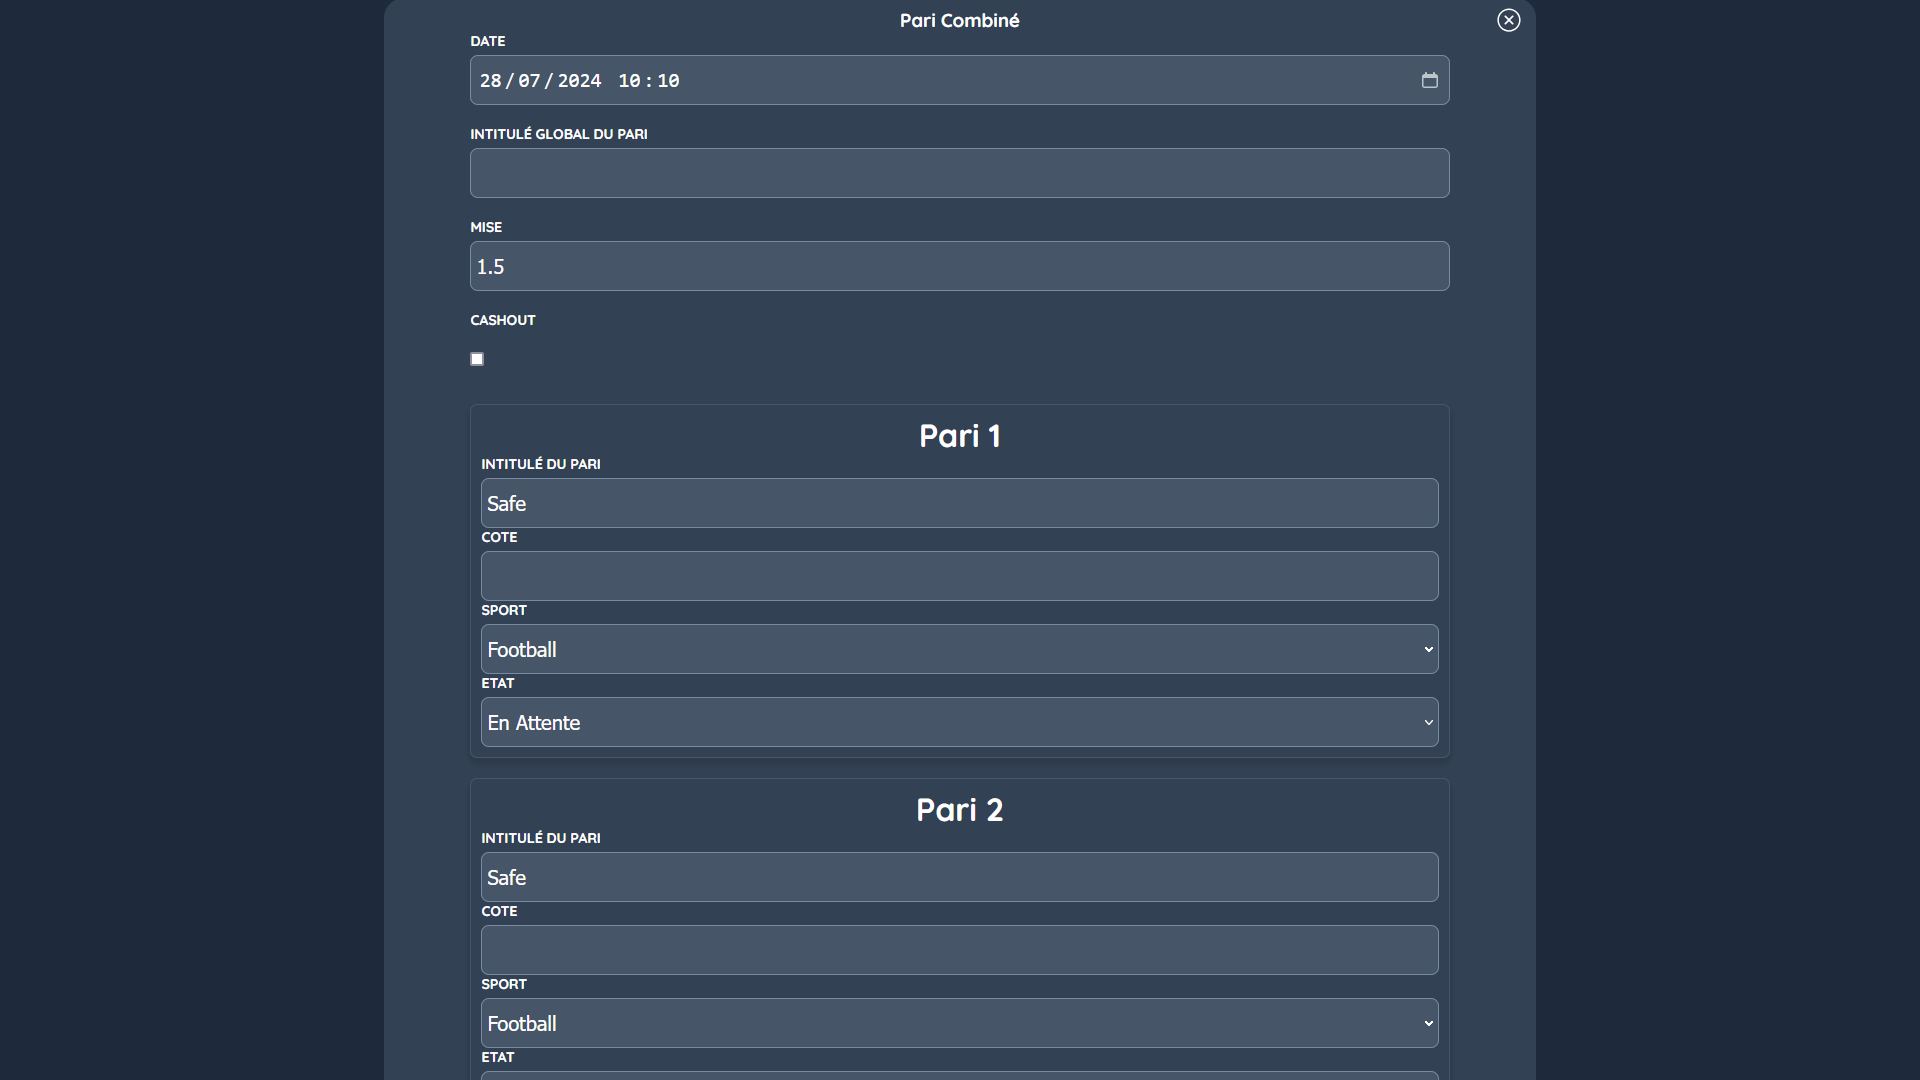 Pari Combiné
DATE
28/07/2024 10:10
INTITULÉ GLOBAL DU PARI
MISE
1.5
CASHOUT
Pari 1
INTITULÉ DU PARI
Safe
COTE
SPORT
Football
ETAT
En Attente
Pari 2
INTITULÉ DU PARI
Safe
COTE
SPORT
Football
ETAT